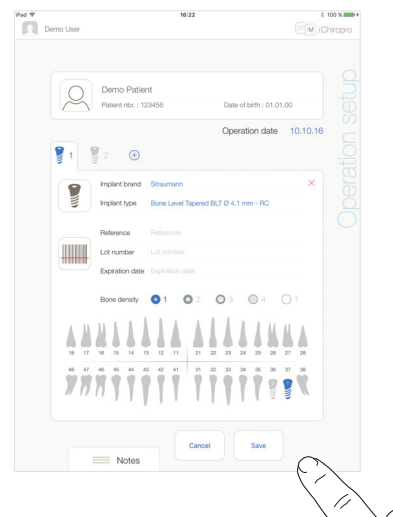 iPad 16:22 100 %
Demo User iChiropro
Demo Patient
Patient nbr. : 123456 Date of birth : 01.01.00
Operation setup
Operation date 10.10.16
1 2
Implant brand Straumann
Implant type Bone Level Tapered BLT Ø 4.1 mm - RC
Reference Reference
Lot number Lot number
Expiration date Expiration date
Bone density 1 2 3 4 ?
18 17 16 15 14 13 12 11 21 22 23 24 25 26 27 28
48 47 46 45 44 43 42 41 31 32 33 34 35 36 37 38
Cancel Save
Notes